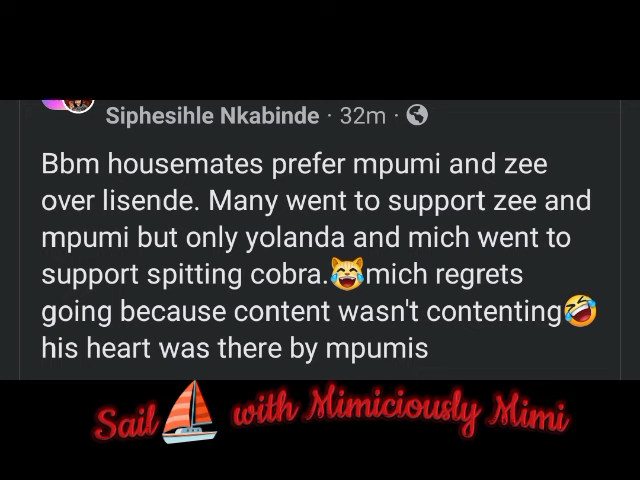 Siphesihle Nkabinde · 32m ·
Bbm housemates prefer mpumi and zee
over lisende. Many went to support zee and
mpumi but only yolanda and mich went to
support spitting cobra.😹mich regrets
going because content wasn't contenting🤣
his heart was there by mpumis
Sail⛵ with Mimiciously Mimi